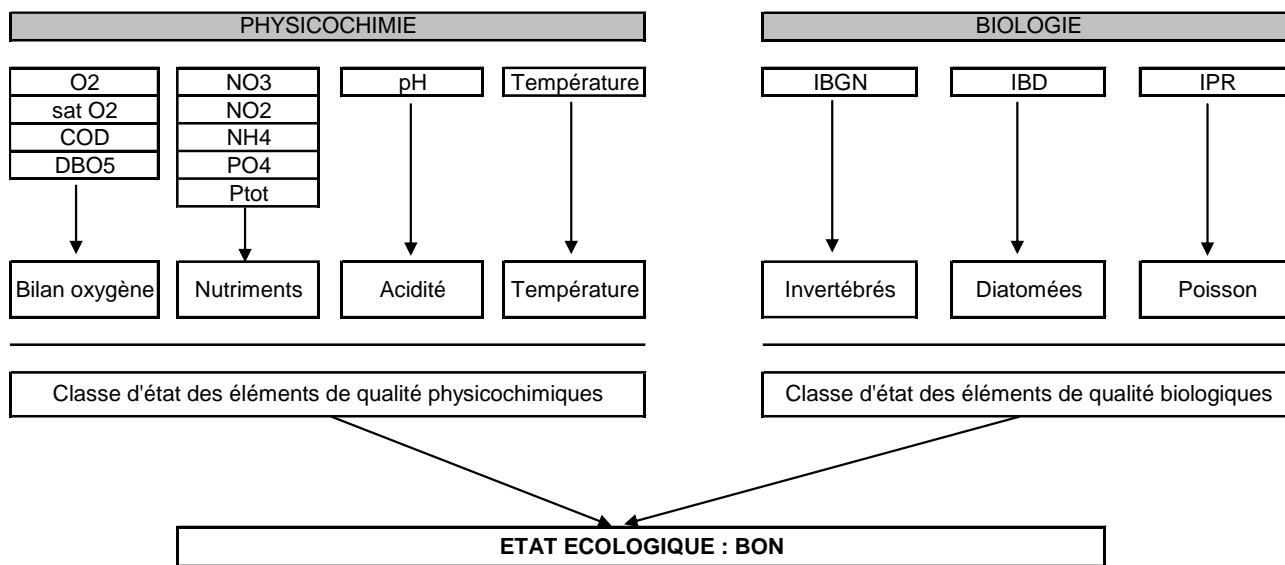 PHYSICOCHIMIE
BIOLOGIE
O2
sat O2
COD
DBO5
NO3
NO2
NH4
PO4
Ptot
pH
Température
IBGN
IBD
IPR
Bilan oxygène
Nutriments
Acidité
Température
Invertébrés
Diatomées
Poisson
Classe d'état des éléments de qualité physicochimiques
Classe d'état des éléments de qualité biologiques
ETAT ECOLOGIQUE : BON